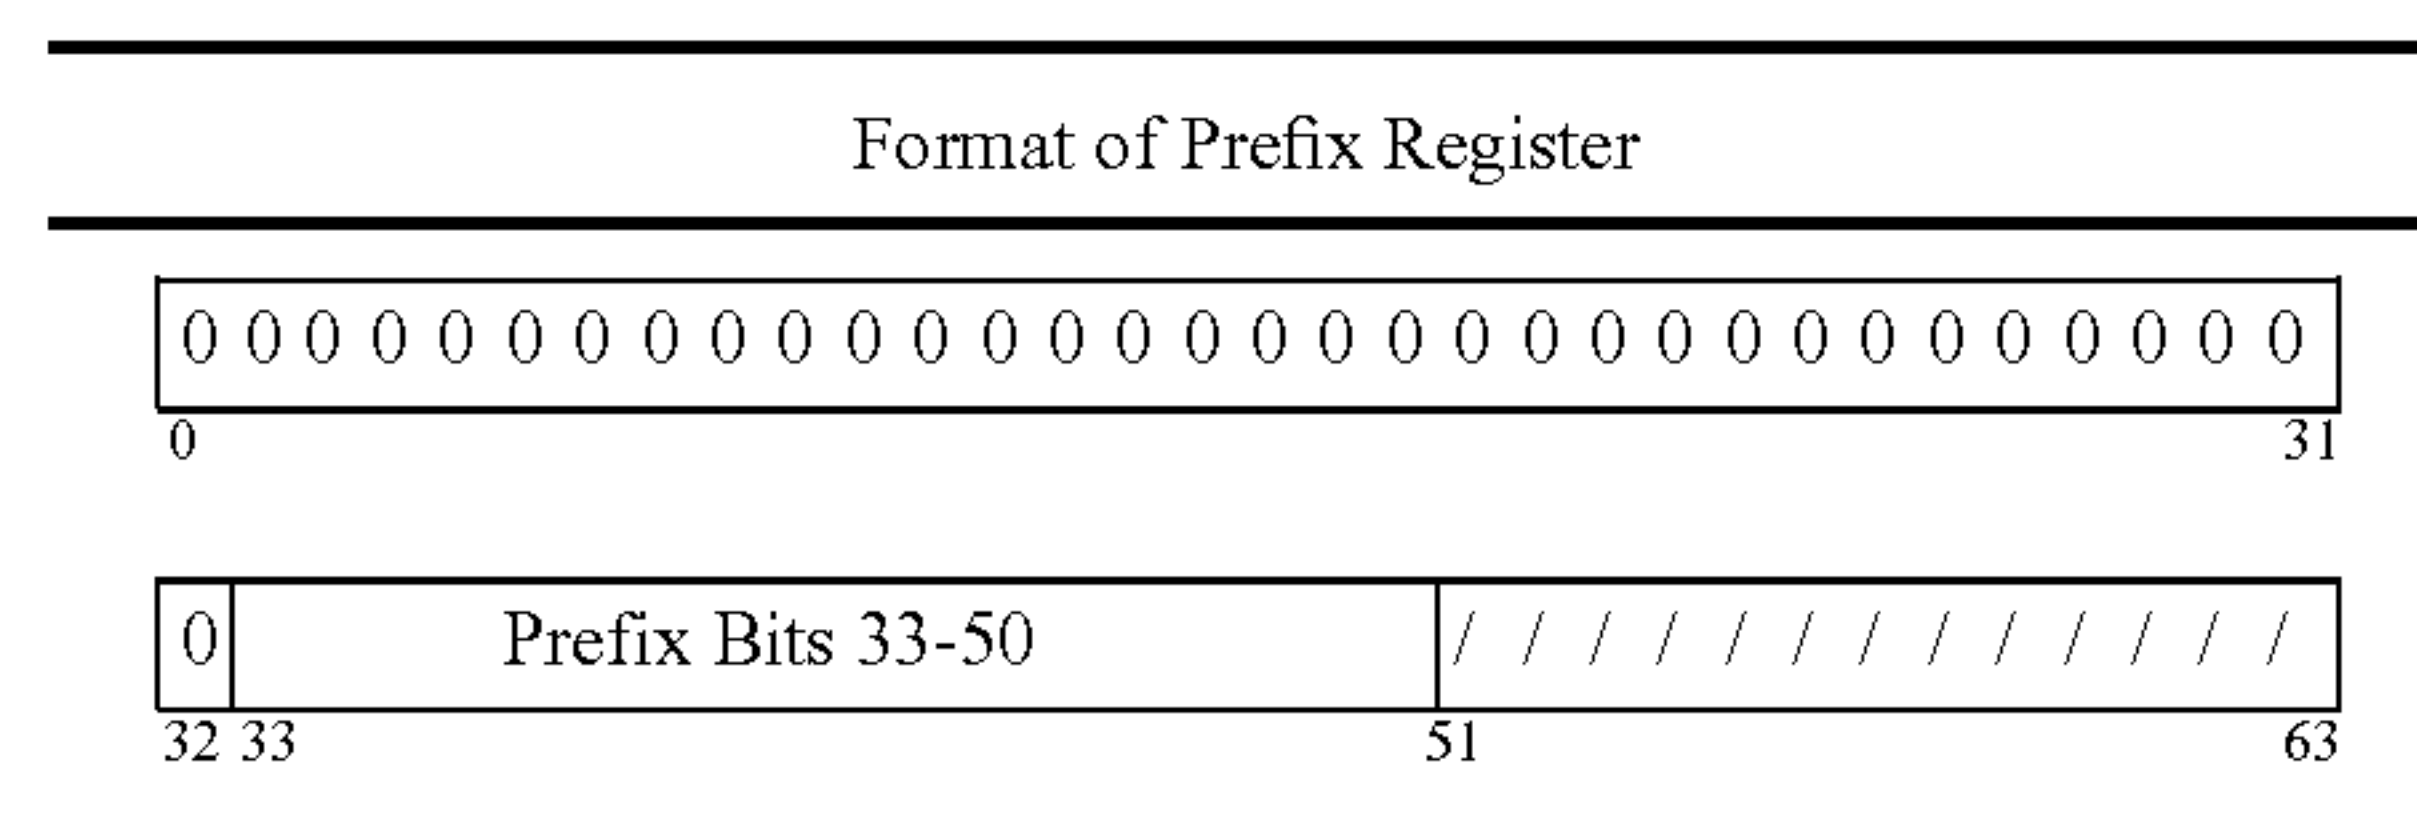 Format of Prefix Register
0 0 0 0 0 0 0 0 0 0 0 0 0 0 0 0 0 0 0 0 0 0 0 0 0 0 0 0 0 0 0 0
0 31
0 Prefix Bits 33-50 / / / / / / / / / / / / /
32 33 51 63